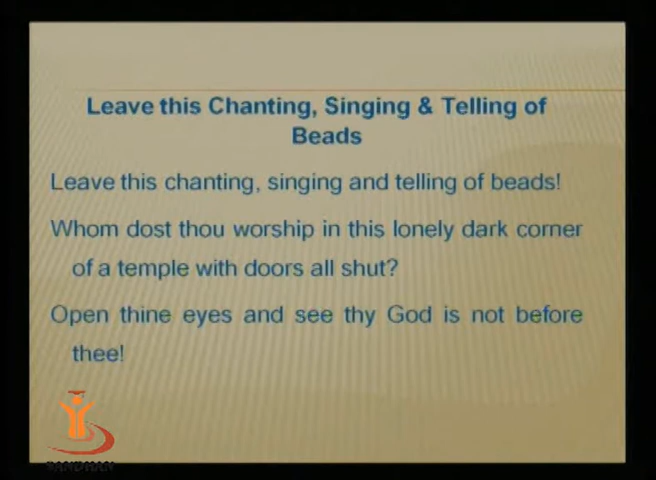 Leave this Chanting, Singing & Telling of
Beads
Leave this chanting, singing and telling of beads!
Whom dost thou worship in this lonely dark corner
of a temple with doors all shut?
Open thine eyes and see thy God is not before
thee!
SANDHAN